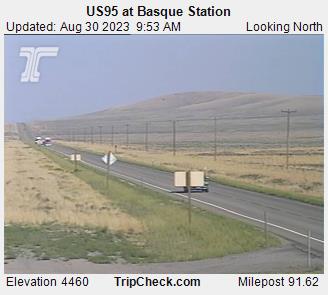 US95 at Basque Station
Updated: Aug 30 2023 9:53 AM Looking North
Elevation 4460 TripCheck.com Milepost 91.62